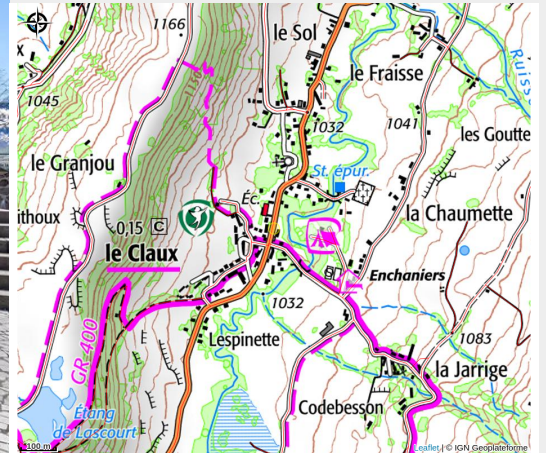 1166
le Sol
x
le Fraisse
1045
1166
1032
1041
les Goutte
le Granjou
St. épur.
Éc.
ithoux
0,15 C
la Chaumette
le Claux
Enchaniers
1032
GR 400
Lespinette
1083
la Jarrige
Codebesson
Étang
de Lascourt
100 m
Leaflet | © IGN Geoplateforme